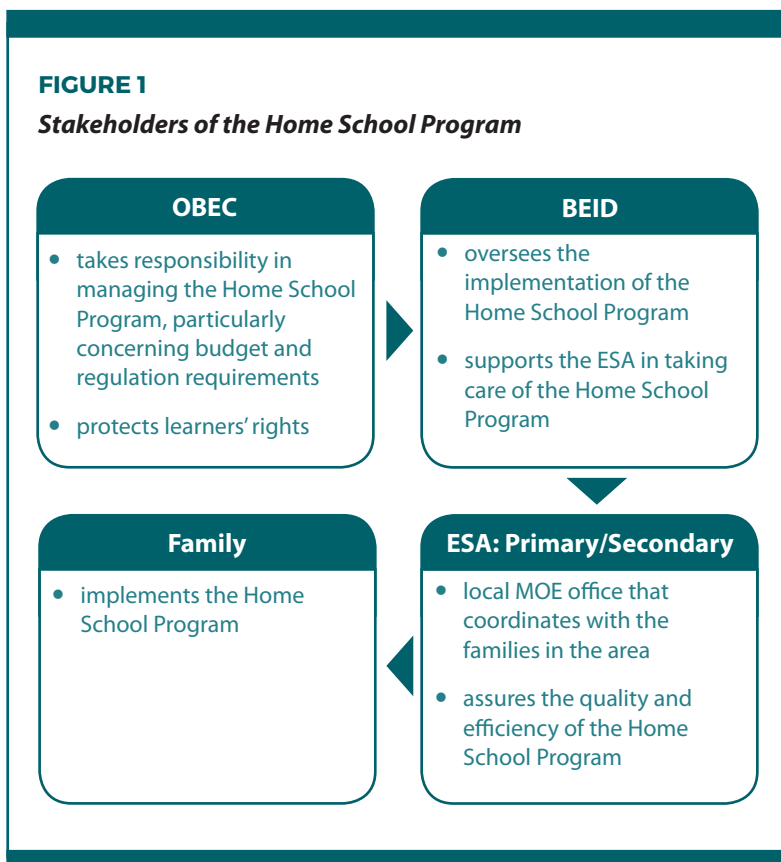 FIGURE 1
Stakeholders of the Home School Program
OBEC
• takes responsibility in
managing the Home School
Program, particularly
concerning budget and
regulation requirements
• protects learners’ rights
BEID
• oversees the
implementation of the
Home School Program
• supports the ESA in taking
care of the Home School
Program
ESA: Primary/Secondary
• local MOE office that
coordinates with the
families in the area
• assures the quality and
efficiency of the Home
School Program
Family
• implements the Home
School Program